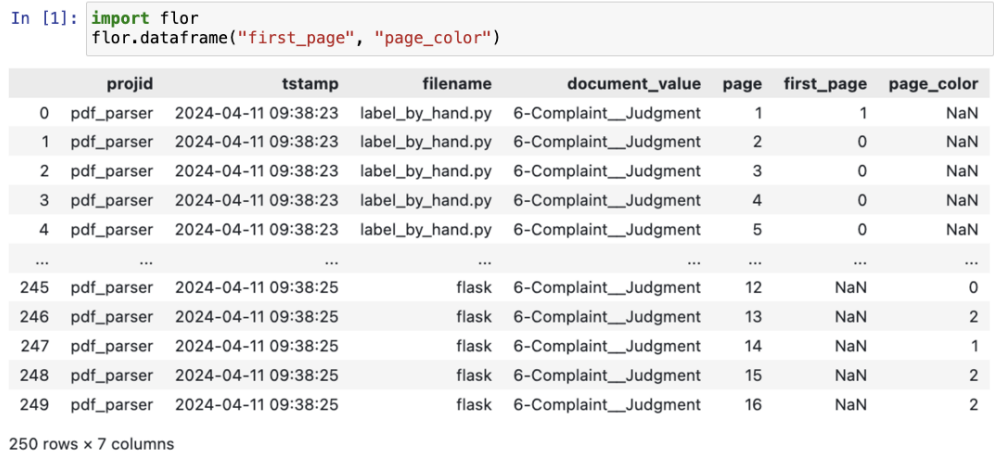 In [1]: import flor
flor.dataframe("first_page", "page_color")
projid tstamp filename document_value page first_page page_color
0 pdf_parser 2024-04-11 09:38:23 label_by_hand.py 6-Complaint__Judgment 1 1 NaN
1 pdf_parser 2024-04-11 09:38:23 label_by_hand.py 6-Complaint__Judgment 2 0 NaN
2 pdf_parser 2024-04-11 09:38:23 label_by_hand.py 6-Complaint__Judgment 3 0 NaN
3 pdf_parser 2024-04-11 09:38:23 label_by_hand.py 6-Complaint__Judgment 4 0 NaN
4 pdf_parser 2024-04-11 09:38:23 label_by_hand.py 6-Complaint__Judgment 5 0 NaN
... ... ... ... ... ... ... ...
245 pdf_parser 2024-04-11 09:38:25 flask 6-Complaint__Judgment 12 NaN 0
246 pdf_parser 2024-04-11 09:38:25 flask 6-Complaint__Judgment 13 NaN 2
247 pdf_parser 2024-04-11 09:38:25 flask 6-Complaint__Judgment 14 NaN 1
248 pdf_parser 2024-04-11 09:38:25 flask 6-Complaint__Judgment 15 NaN 2
249 pdf_parser 2024-04-11 09:38:25 flask 6-Complaint__Judgment 16 NaN 2
250 rows × 7 columns